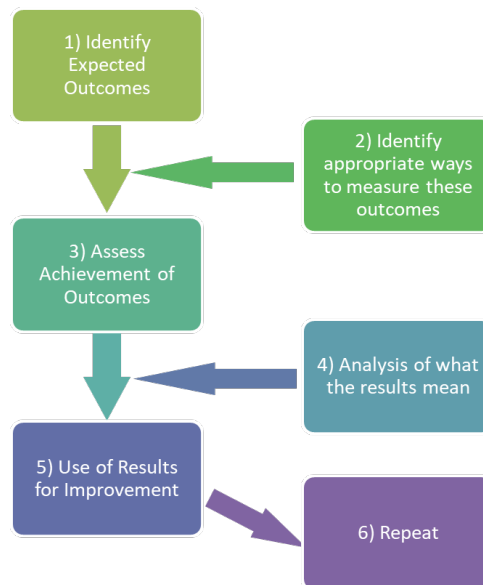 1) Identify
Expected
Outcomes
2) Identify
appropriate ways
to measure these
outcomes
3) Assess
Achievement of
Outcomes
4) Analysis of what
the results mean
5) Use of Results
for Improvement
6) Repeat